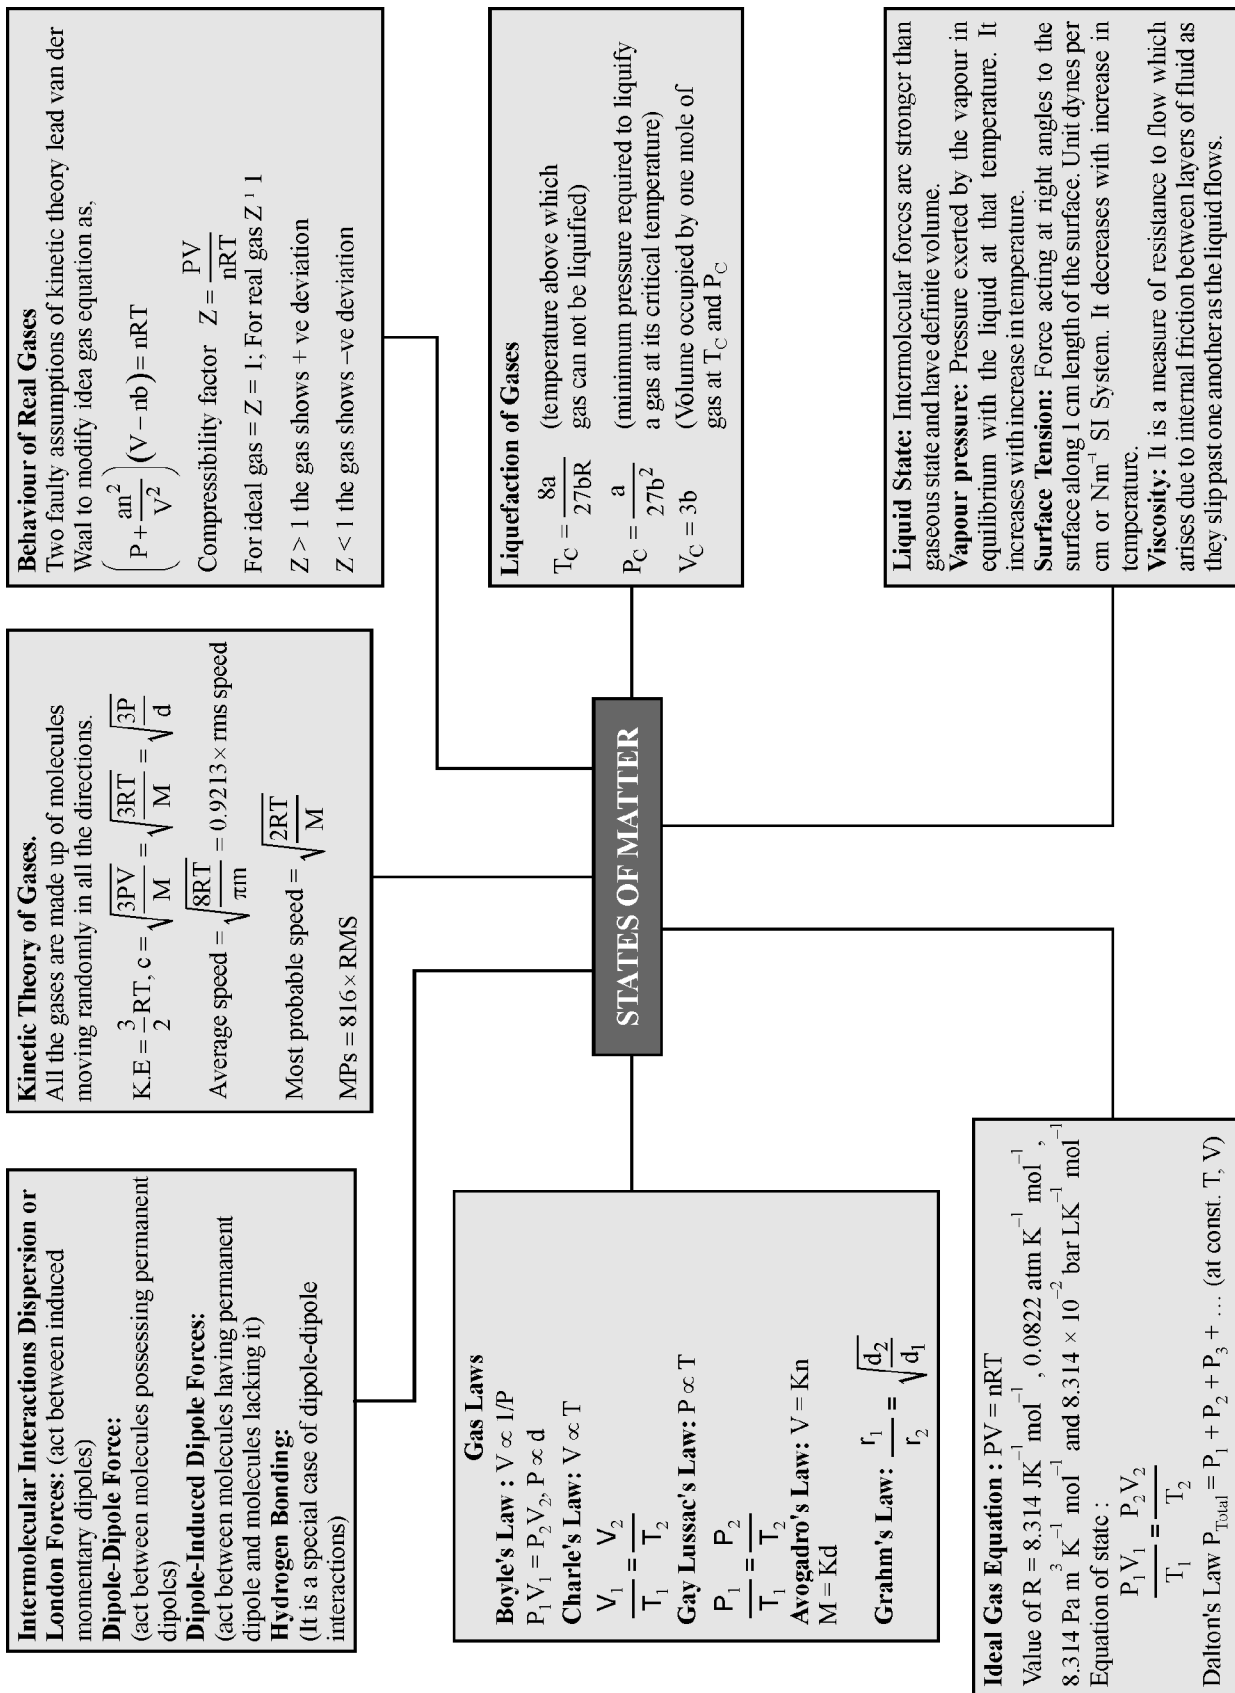 Intermolecular Interactions Dispersion or
London Forces: (act between induced
momentary dipoles)
Dipole-Dipole Force:
(act between molecules possessing permanent
dipoles)
Dipole-Induced Dipole Forces:
(act between molecules having permanent
dipole and molecules lacking it)
Hydrogen Bonding:
(It is a special case of dipole-dipole
interactions)
Kinetic Theory of Gases.
All the gases are made up of molecules
moving randomly in all the directions.
K.E = 3/2 RT, c = √(3PV/M) = √(3RT/M) = √(3P/d)
Average speed = √(8RT/πm) = 0.9213 × rms speed
Most probable speed = √(2RT/M)
MPs = 816 × RMS
Behaviour of Real Gases
Two faulty assumptions of kinetic theory lead van der
Waal to modify idea gas equation as,
(P + an²/V²) (V – nb) = nRT
Compressibility factor Z = PV/nRT
For ideal gas = Z = 1; For real gas Z ¹ 1
Z > 1 the gas shows + ve deviation
Z < 1 the gas shows –ve deviation
Gas Laws
Boyle's Law : V ∝ 1/P
P₁V₁ = P₂V₂, P ∝ d
Charle's Law: V ∝ T
V₁/T₁ = V₂/T₂
Gay Lussac's Law: P ∝ T
P₁/T₁ = P₂/T₂
Avogadro's Law: V = Kn
M = Kd
Grahm's Law: r₁/r₂ = √(d₂/d₁)
STATES OF MATTER
Liquefaction of Gases
T_C = 8a/27bR (temperature above which
gas can not be liquified)
P_C = a/27b² (minimum pressure required to liquify
a gas at its critical temperature)
V_C = 3b (Volume occupied by one mole of
gas at T_C and P_C
Ideal Gas Equation : PV = nRT
Value of R = 8.314 JK⁻¹ mol⁻¹ , 0.0822 atm K⁻¹ mol⁻¹ ,
8.314 Pa m³ K⁻¹ mol⁻¹ and 8.314 × 10⁻² bar LK⁻¹ mol⁻¹
Equation of state :
P₁V₁/T₁ = P₂V₂/T₂
Dalton's Law P_Total = P₁ + P₂ + P₃ + ... (at const. T, V)
Liquid State: Intermolecular forces are stronger than
gaseous state and have definite volume.
Vapour pressure: Pressure exerted by the vapour in
equilibrium with the liquid at that temperature. It
increases with increase in temperature.
Surface Tension: Force acting at right angles to the
surface along 1 cm length of the surface. Unit dynes per
cm or Nm⁻¹ SI System. It decreases with increase in
temperature.
Viscosity: It is a measure of resistance to flow which
arises due to internal friction between layers of fluid as
they slip past one another as the liquid flows.